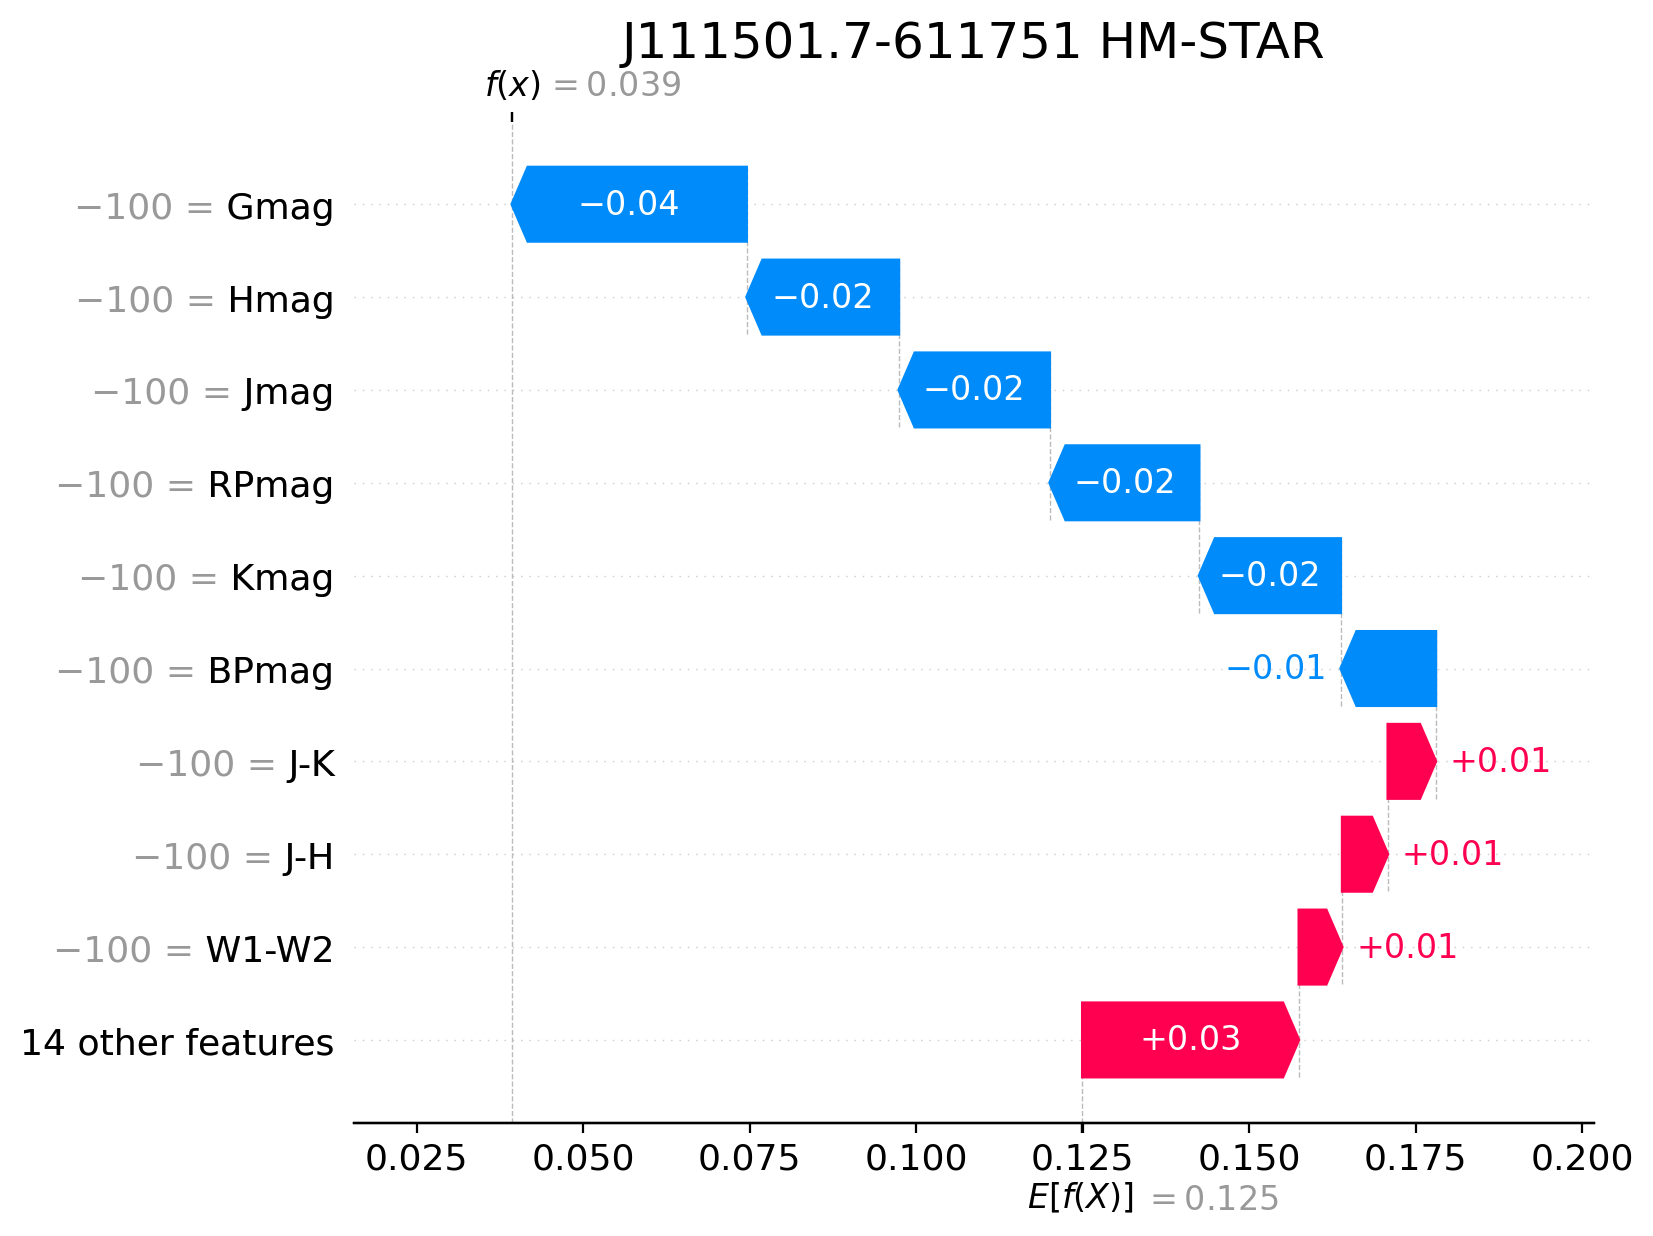 J111501.7-611751 HM-STAR
f(x) = 0.039
−100 = Gmag
−0.04
−100 = Hmag
−0.02
−100 = Jmag
−0.02
−100 = RPmag
−0.02
−100 = Kmag
−0.02
−100 = BPmag
−0.01
−100 = J-K
+0.01
−100 = J-H
+0.01
−100 = W1-W2
+0.01
14 other features
+0.03
0.025 0.050 0.075 0.100 0.125 0.150 0.175 0.200
E[f(X)] = 0.125